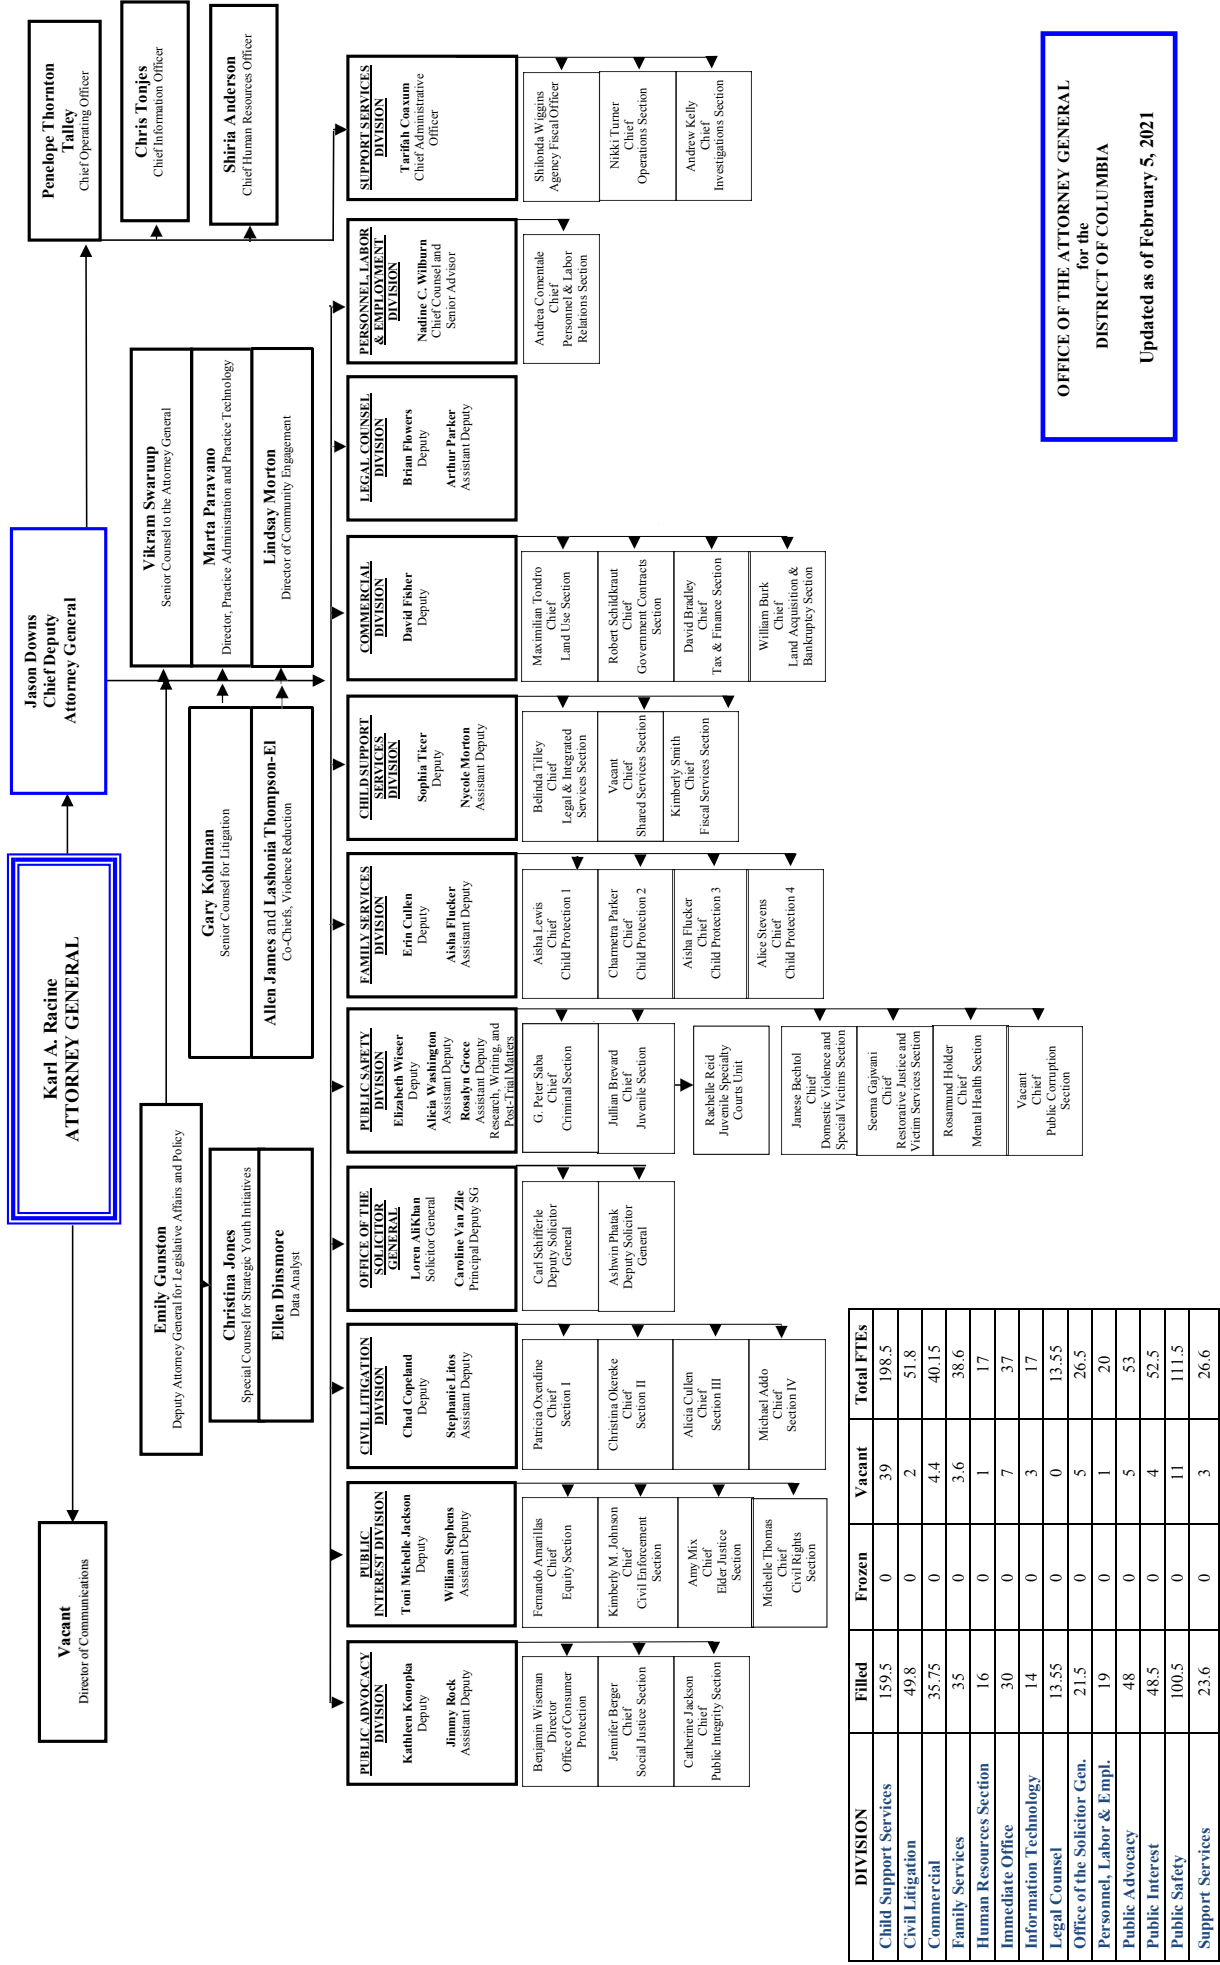 Karl A. Racine
ATTORNEY GENERAL
Jason Downs
Chief Deputy
Attorney General
Vacant
Director of Communications
Penelope Thornton
Talley
Chief Operating Officer
Chris Tonjes
Chief Information Officer
Shiria Anderson
Chief Human Resources Officer
Emily Gunston
Deputy Attorney General for Legislative Affairs and Policy
Christina Jones
Special Counsel for Strategic Youth Initiatives
Ellen Dinsmore
Data Analyst
Gary Kohlman
Senior Counsel for Litigation
Allen James and Lashonia Thompson-El
Co-Chiefs, Violence Reduction
Vikram Swaruup
Senior Counsel to the Attorney General
Marta Paravano
Director, Practice Administration and Practice Technology
Lindsay Morton
Director of Community Engagement
PUBLIC ADVOCACY
DIVISION
Kathleen Konopka
Deputy
Jimmy Rock
Assistant Deputy
Benjamin Wiseman
Director
Office of Consumer
Protection
Jennifer Berger
Chief
Social Justice Section
Catherine Jackson
Chief
Public Integrity Section
PUBLIC
INTEREST DIVISION
Toni Michelle Jackson
Deputy
William Stephens
Assistant Deputy
Fernando Amarillas
Chief
Equity Section
Kimberly M. Johnson
Chief
Civil Enforcement
Section
Amy Mix
Chief
Elder Justice
Section
Michelle Thomas
Chief
Civil Rights
Section
CIVIL LITIGATION
DIVISION
Chad Copeland
Deputy
Stephanie Litos
Assistant Deputy
Patricia Oxendine
Chief
Section I
Christina Okereke
Chief
Section II
Alicia Cullen
Chief
Section III
Michael Addo
Chief
Section IV
OFFICE OF THE
SOLICITOR
GENERAL
Loren AliKhan
Solicitor General
Caroline Van Zile
Principal Deputy SG
Carl Schifferle
Deputy Solicitor
General
Ashwin Phatak
Deputy Solicitor
General
PUBLIC SAFETY
DIVISION
Elizabeth Wieser
Deputy
Alicia Washington
Assistant Deputy
Rosalyn Groce
Assistant Deputy
Research, Writing, and
Post-Trial Matters
G. Peter Saba
Chief
Criminal Section
Jullian Brevard
Chief
Juvenile Section
Rachelle Reid
Juvenile Specialty
Courts Unit
Janese Bechtol
Chief
Domestic Violence and
Special Victims Section
Seema Gajwani
Chief
Restorative Justice and
Victim Services Section
Rosamund Holder
Chief
Mental Health Section
Vacant
Chief
Public Corruption
Section
FAMILY SERVICES
DIVISION
Erin Cullen
Deputy
Aisha Flucker
Assistant Deputy
Aisha Lewis
Chief
Child Protection 1
Charmetra Parker
Chief
Child Protection 2
Aisha Flucker
Chief
Child Protection 3
Alice Stevens
Chief
Child Protection 4
CHILD SUPPORT
SERVICES
DIVISION
Sophia Ticer
Deputy
Nycole Morton
Assistant Deputy
Belinda Tilley
Chief
Legal & Integrated
Services Section
Vacant
Chief
Shared Services Section
Kimberly Smith
Chief
Fiscal Services Section
COMMERCIAL
DIVISION
David Fisher
Deputy
Maximilian Tondro
Chief
Land Use Section
Robert Schildkraut
Chief
Government Contracts
Section
David Bradley
Chief
Tax & Finance Section
William Burk
Chief
Land Acquisition &
Bankruptcy Section
LEGAL COUNSEL
DIVISION
Brian Flowers
Deputy
Arthur Parker
Assistant Deputy
PERSONNEL, LABOR
& EMPLOYMENT
DIVISION
Nadine C. Wilburn
Chief Counsel and
Senior Advisor
Andrea Comentale
Chief
Personnel & Labor
Relations Section
SUPPORT SERVICES
DIVISION
Tarifah Coaxum
Chief Administrative
Officer
Shilonda Wiggins
Agency Fiscal Officer
Nikki Turner
Chief
Operations Section
Andrew Kelly
Chief
Investigations Section
DIVISION Filled Frozen Vacant Total FTEs
Child Support Services 159.5 0 39 198.5
Civil Litigation 49.8 0 2 51.8
Commercial 35.75 0 4.4 40.15
Family Services 35 0 3.6 38.6
Human Resources Section 16 0 1 17
Immediate Office 30 0 7 37
Information Technology 14 0 3 17
Legal Counsel 13.55 0 0 13.55
Office of the Solicitor Gen. 21.5 0 5 26.5
Personnel, Labor & Empl. 19 0 1 20
Public Advocacy 48 0 5 53
Public Interest 48.5 0 4 52.5
Public Safety 100.5 0 11 111.5
Support Services 23.6 0 3 26.6
OFFICE OF THE ATTORNEY GENERAL
for the
DISTRICT OF COLUMBIA
Updated as of February 5, 2021